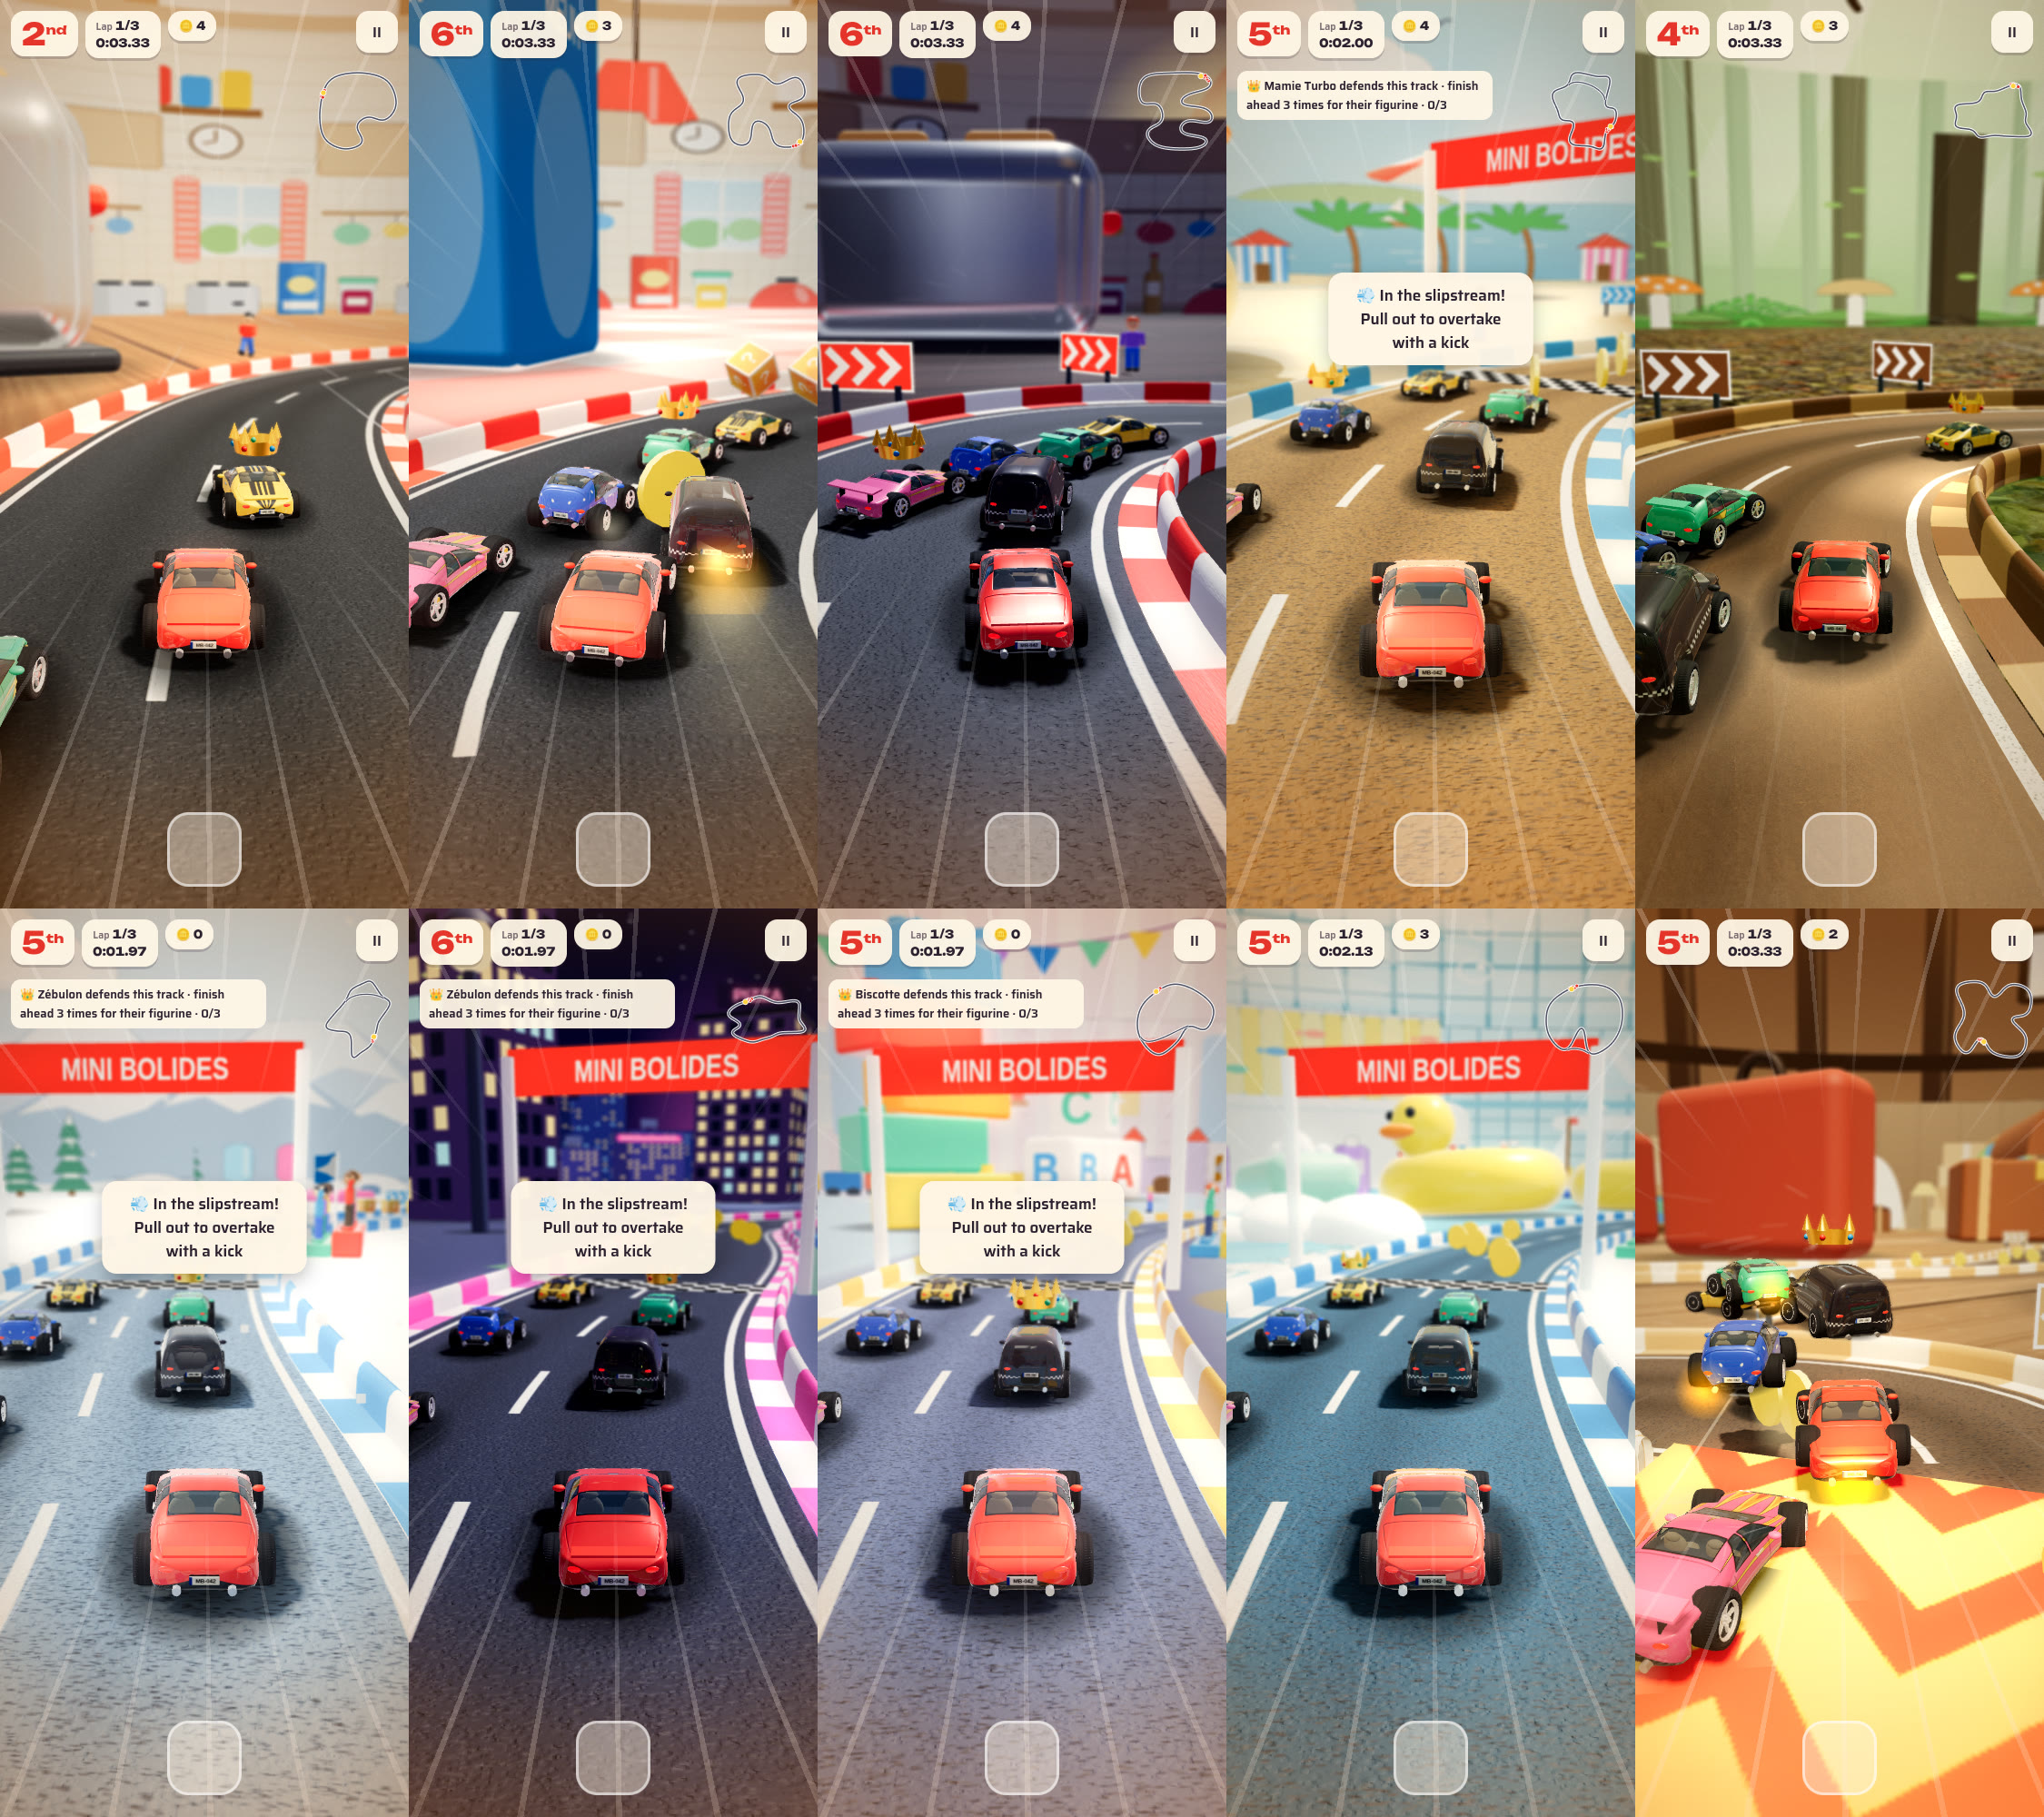 2nd
Lap 1/3
0:03.33
4
6th
Lap 1/3
0:03.33
3
6th
Lap 1/3
0:03.33
4
5th
Lap 1/3
0:02.00
4
👑 Mamie Turbo defends this track · finish
ahead 3 times for their figurine · 0/3
MINI BOLIDES
💨 In the slipstream!
Pull out to overtake
with a kick
4th
Lap 1/3
0:03.33
3
5th
Lap 1/3
0:01.97
0
👑 Zébulon defends this track · finish
ahead 3 times for their figurine · 0/3
MINI BOLIDES
💨 In the slipstream!
Pull out to overtake
with a kick
6th
Lap 1/3
0:01.97
0
👑 Zébulon defends this track · finish
ahead 3 times for their figurine · 0/3
PIZZA
MINI BOLIDES
💨 In the slipstream!
Pull out to overtake
with a kick
5th
Lap 1/3
0:01.97
0
👑 Biscotte defends this track · finish
ahead 3 times for their figurine · 0/3
MINI BOLIDES
C
B B A
💨 In the slipstream!
Pull out to overtake
with a kick
5th
Lap 1/3
0:02.13
3
MINI BOLIDES
5th
Lap 1/3
0:03.33
2